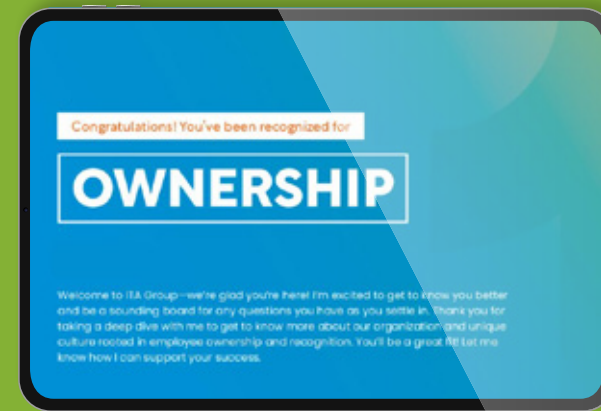 Congratulations! You've been recognized for
OWNERSHIP
Welcome to ITA Group—we're glad you're here! I'm excited to get to know you better
and be a sounding board for any questions you have as you settle in. Thank you for
taking a deep dive with me to get to know more about our organization and unique
culture rooted in employee ownership and recognition. You'll be a great fit! Let me
know how I can support your success.